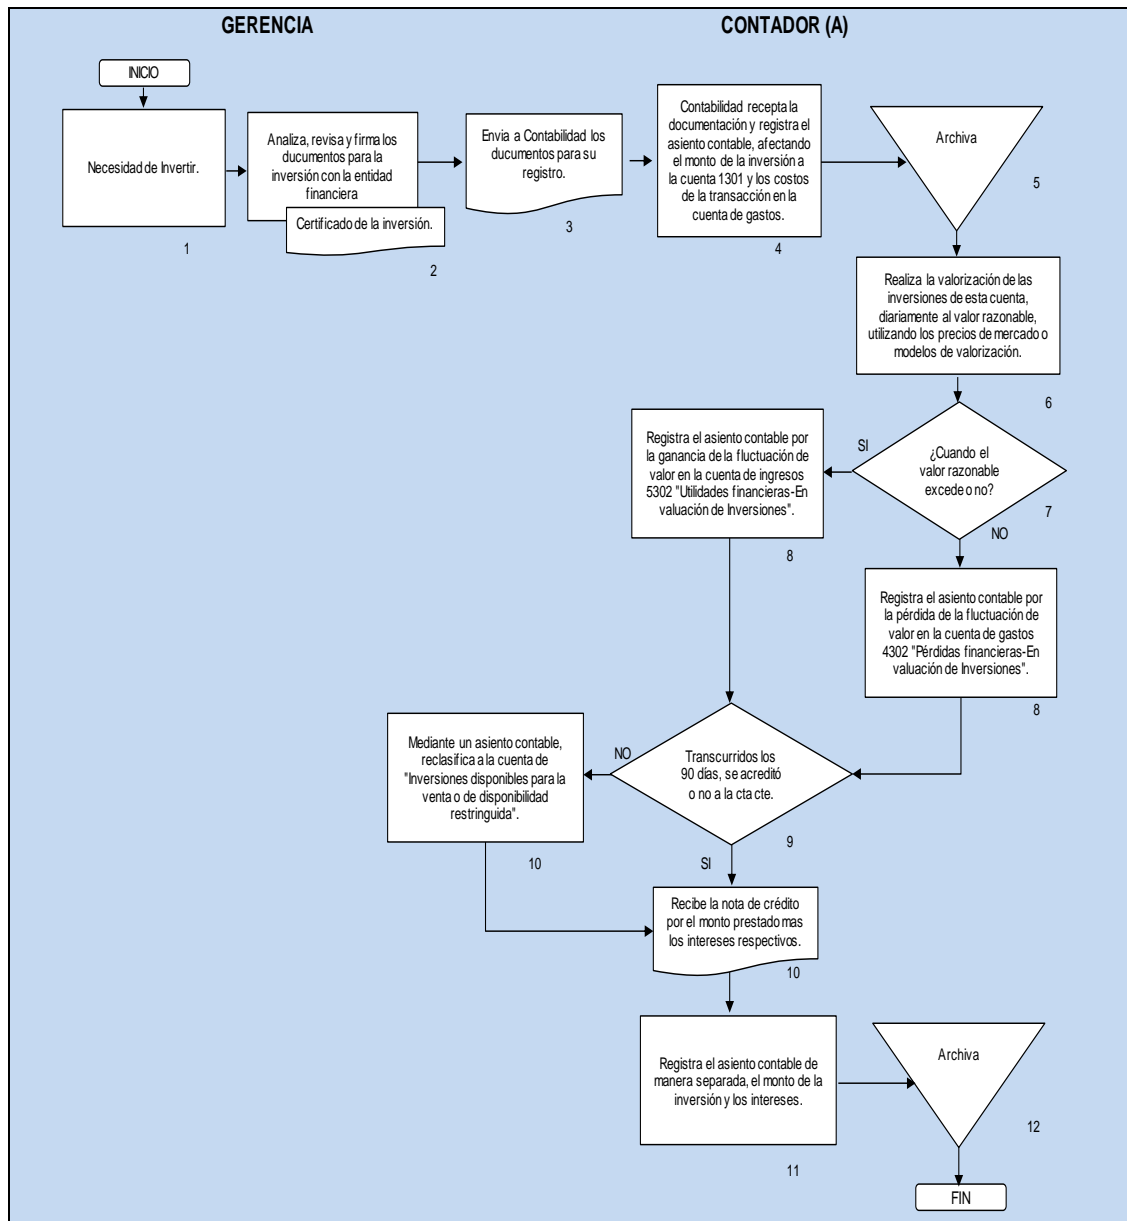 GERENCIA
CONTADOR (A)
INICIO
Necesidad de Invertir.
1
Analiza, revisa y firma los
ducumentos para la
inversión con la entidad
financiera
Certificado de la inversión.
2
Envia a Contabilidad los
ducumentos para su
registro.
3
Contabilidad recepta la
documentación y registra el
asiento contable, afectando
el monto de la inversión a
la cuenta 1301 y los costos
de la transacción en la
cuenta de gastos.
4
Archiva
5
Realiza la valorización de las
inversiones de esta cuenta,
diariamente al valor razonable,
utilizando los precios de mercado o
modelos de valorización.
6
¿Cuando el
valor razonable
excede o no?
7
SI
NO
Registra el asiento contable por
la ganancia de la fluctuación de
valor en la cuenta de ingresos
5302 "Utilidades financieras-En
valuación de Inversiones".
8
Registra el asiento contable por
la pérdida de la fluctuación de
valor en la cuenta de gastos
4302 "Pérdidas financieras-En
valuación de Inversiones".
8
Transcurridos los
90 días, se acreditó
o no a la cta cte.
9
NO
SI
Mediante un asiento contable,
reclasifica a la cuenta de
"Inversiones disponibles para la
venta o de disponibilidad
restringuida".
10
Recibe la nota de crédito
por el monto prestado mas
los intereses respectivos.
10
Registra el asiento contable de
manera separada, el monto de la
inversión y los intereses.
11
Archiva
12
FIN